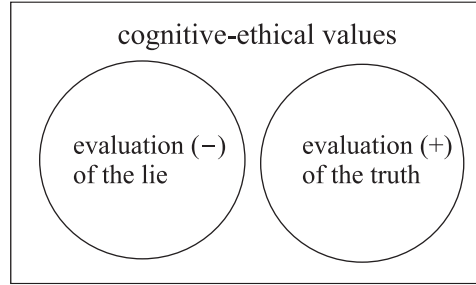 cognitive-ethical values
evaluation (−)
of the lie
evaluation (+)
of the truth